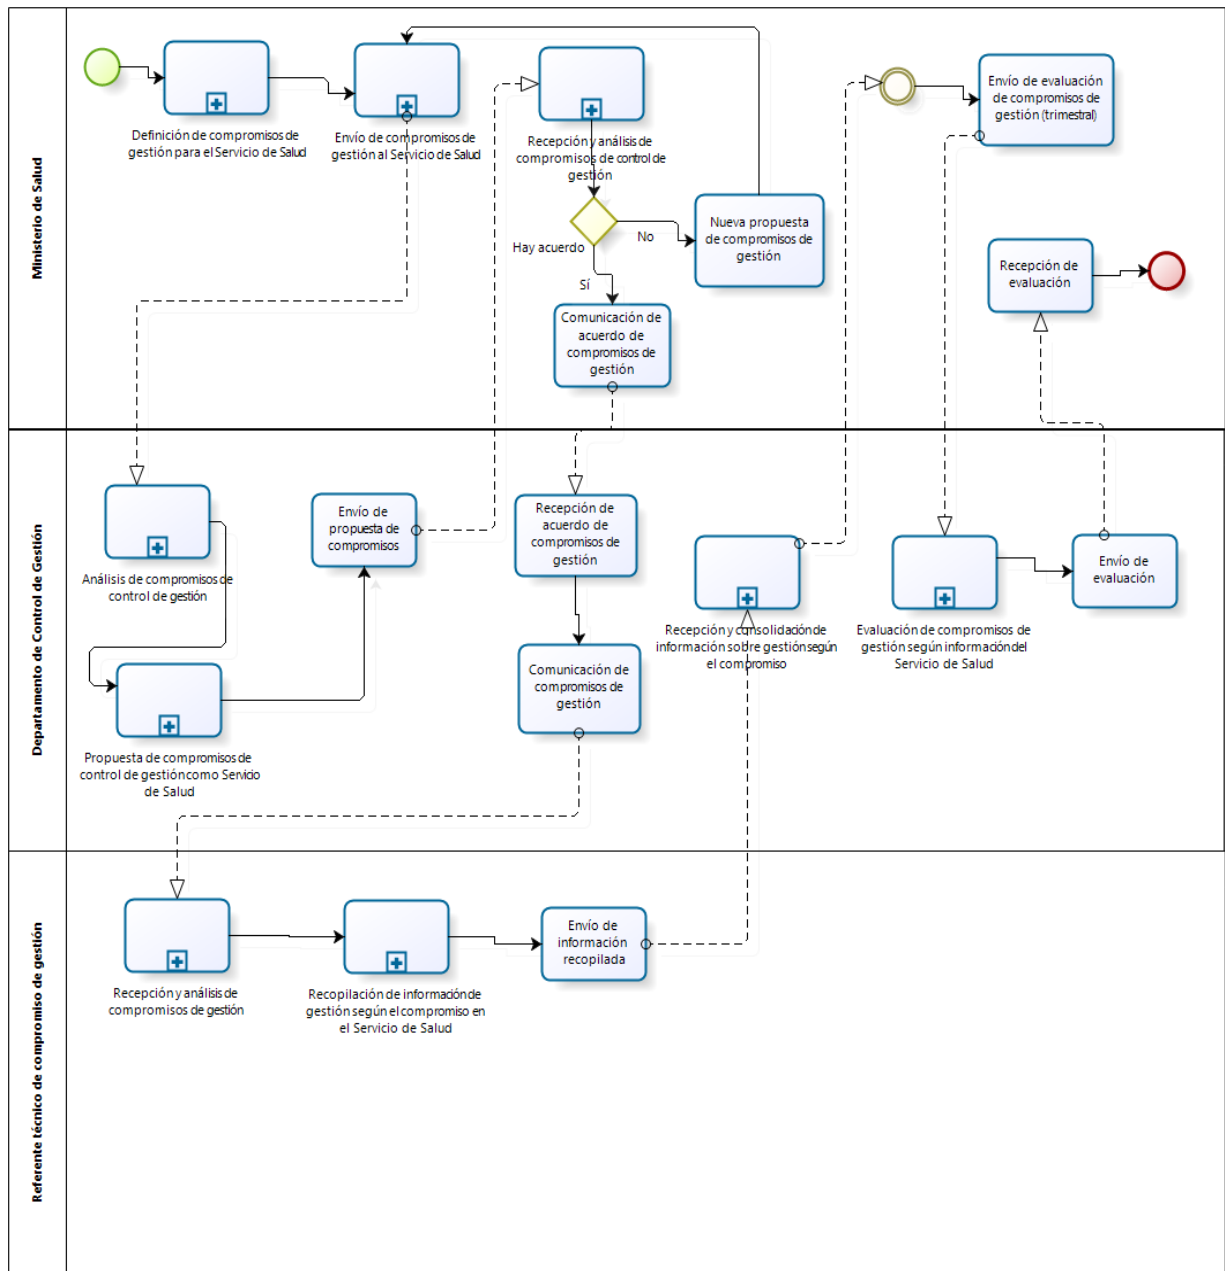 Ministerio de Salud
Definición de compromisos de
gestión para el Servicio de Salud
Envío de compromisos de
gestión al Servicio de Salud
Recepción y análisis de
compromisos de control de
gestión
Hay acuerdo
No
Sí
Nueva propuesta
de compromisos de
gestión
Comunicación de
acuerdo de
compromisos de
gestión
Envío de evaluación
de compromisos de
gestión (trimestral)
Recepción de
evaluación
Departamento de Control de Gestión
Análisis de compromisos de
control de gestión
Propuesta de compromisos de
control de gestión como Servicio
de Salud
Envío de
propuesta de
compromisos
Recepción de
acuerdo de
compromisos de
gestión
Comunicación de
compromisos de
gestión
Recepción y consolidación de
información sobre gestión según
el compromiso
Evaluación de compromisos de
gestión según información del
Servicio de Salud
Envío de
evaluación
Referente técnico de compromiso de gestión
Recepción y análisis de
compromisos de gestión
Recopilación de información de
gestión según el compromiso en
el Servicio de Salud
Envío de
información
recopilada